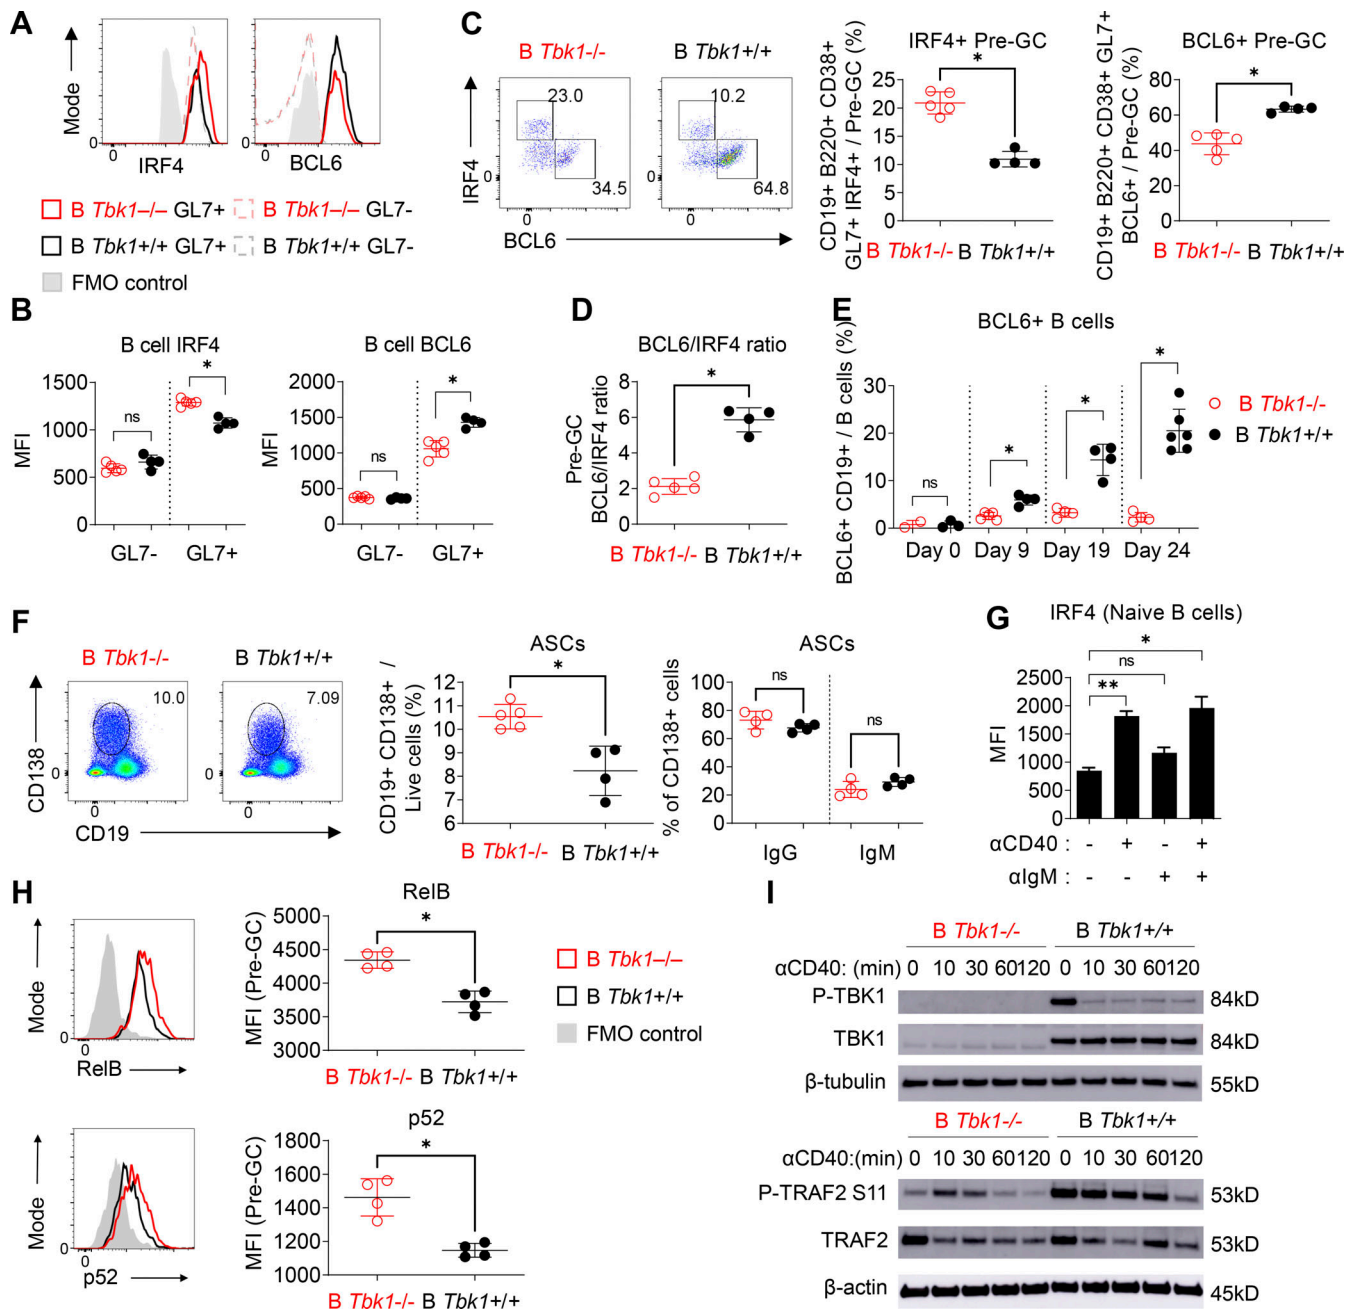 A
Mode
0
0
IRF4
0
0
BCL6
B Tbk1–/– GL7+
B Tbk1–/– GL7-
B Tbk1+/+ GL7+
B Tbk1+/+ GL7-
FMO control
B
B cell IRF4
MFI
1500
1000
500
0
ns
*
GL7-
GL7+
B cell BCL6
MFI
2000
1500
1000
500
0
ns
*
GL7-
GL7+
C
B Tbk1-/-
B Tbk1+/+
IRF4
23.0
34.5
0
0
10.2
64.8
0
0
BCL6
IRF4+ Pre-GC
CD19+ B220+ CD38+
GL7+ IRF4+ / Pre-GC (%)
25
20
15
10
5
0
*
B Tbk1-/- B Tbk1+/+
BCL6+ Pre-GC
CD19+ B220+ CD38+ GL7+
BCL6+ / Pre-GC (%)
80
60
40
20
0
*
B Tbk1-/- B Tbk1+/+
D
BCL6/IRF4 ratio
Pre-GC
BCL6/IRF4 ratio
8
6
4
2
0
*
B Tbk1-/- B Tbk1+/+
E
BCL6+ B cells
BCL6+ CD19+ / B cells (%)
30
20
10
0
ns
*
*
*
Day 0
Day 9
Day 19
Day 24
B Tbk1-/-
B Tbk1+/+
F
B Tbk1-/-
B Tbk1+/+
CD138
10.0
0
0
7.09
0
0
CD19
ASCs
CD19+ CD138+ /
Live cells (%)
12
11
10
9
8
7
6
*
B Tbk1-/- B Tbk1+/+
ASCs
% of CD138+ cells
100
80
60
40
20
0
ns
ns
IgG
IgM
G
IRF4 (Naive B cells)
MFI
2500
2000
1500
1000
500
0
*
ns
**
αCD40 : - + - +
αIgM : - - + +
H
Mode
0
0
RelB
RelB
MFI (Pre-GC)
5000
4500
4000
3500
3000
*
B Tbk1-/- B Tbk1+/+
B Tbk1–/–
B Tbk1+/+
FMO control
Mode
0
0
p52
p52
MFI (Pre-GC)
1800
1600
1400
1200
1000
*
B Tbk1-/- B Tbk1+/+
I
B Tbk1-/-
B Tbk1+/+
αCD40: (min) 0 10 30 60 120 0 10 30 60 120
P-TBK1 84kD
TBK1 84kD
β-tubulin 55kD
B Tbk1-/-
B Tbk1+/+
αCD40:(min) 0 10 30 60 120 0 10 30 60 120
P-TRAF2 S11 53kD
TRAF2 53kD
β-actin 45kD